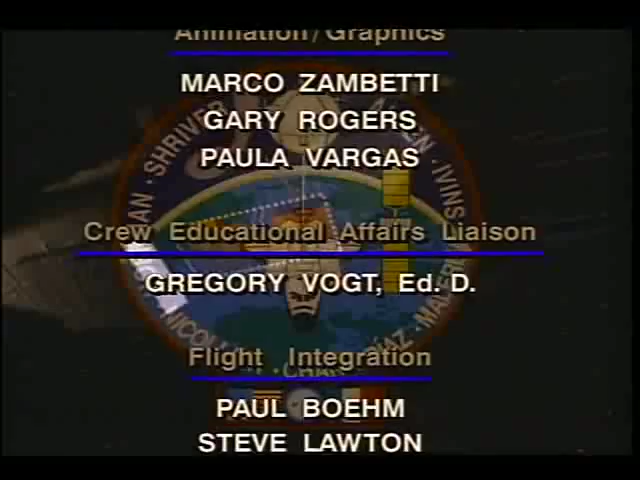 Animation/Graphics
MARCO ZAMBETTI
GARY ROGERS
PAULA VARGAS
Crew Educational Affairs Liaison
GREGORY VOGT, Ed. D.
Flight Integration
PAUL BOEHM
STEVE LAWTON
SHRIVER